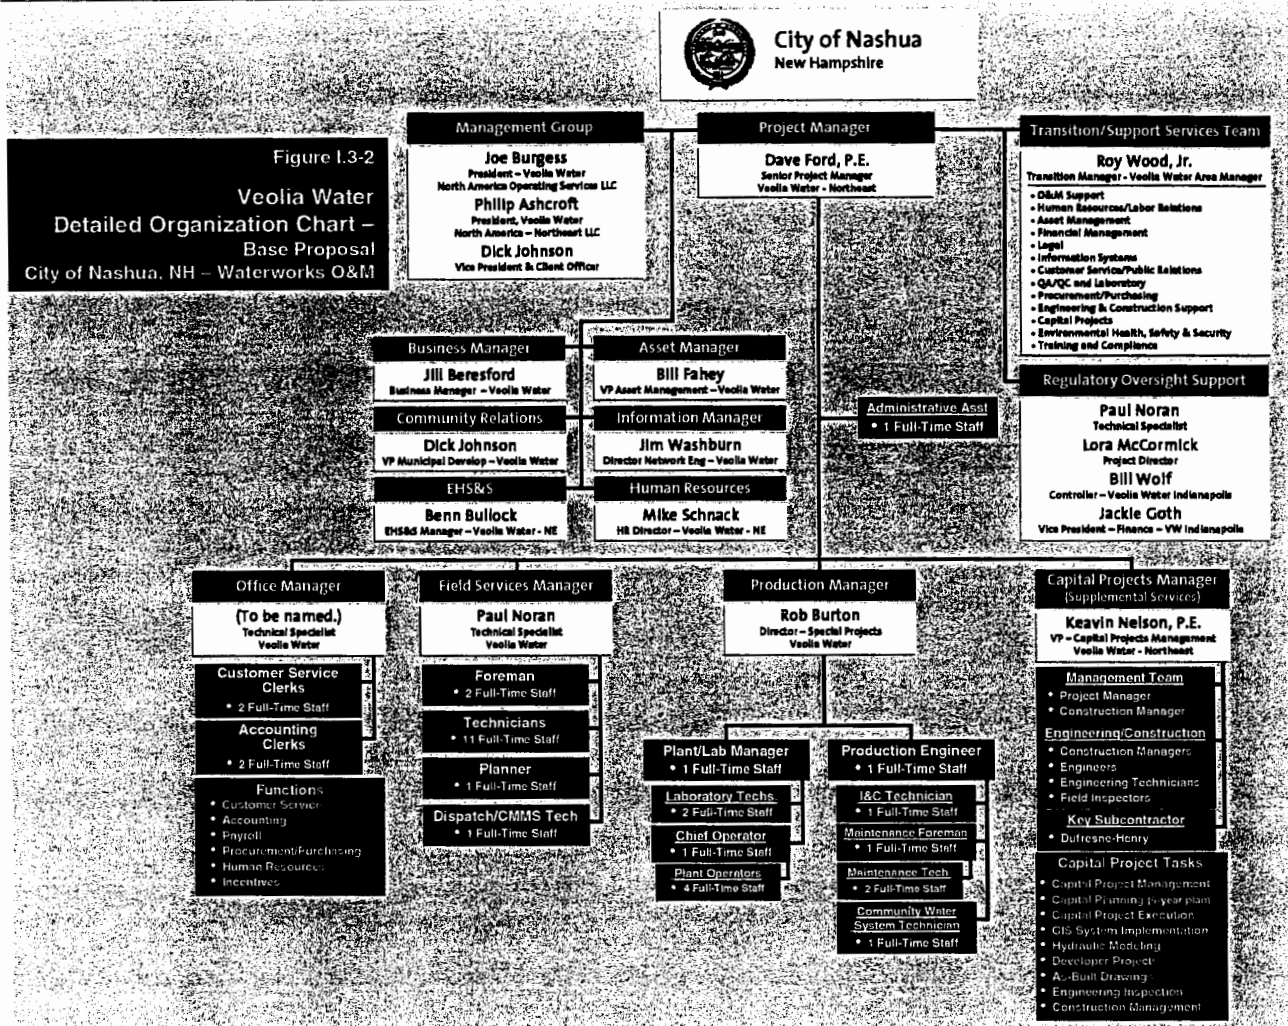 City of Nashua
New Hampshire
Figure I.3-2
Veolia Water
Detailed Organization Chart –
Base Proposal
City of Nashua, NH – Waterworks O&M
Management Group
Joe Burgess
President – Veolia Water
North America Operating Services LLC
Philip Ashcroft
President, Veolia Water
North America – Northeast LLC
Dick Johnson
Vice President & Client Officer
Project Manager
Dave Ford, P.E.
Senior Project Manager
Veolia Water - Northeast
Transition/Support Services Team
Roy Wood, Jr.
Transition Manager - Veolia Water Area Manager
• O&M Support
• Human Resources/Labor Relations
• Asset Management
• Financial Management
• Legal
• Information Systems
• Customer Service/Public Relations
• QA/QC and Laboratory
• Procurement/Purchasing
• Engineering & Construction Support
• Capital Projects
• Environmental Health, Safety & Security
• Training and Compliance
Business Manager
Jill Beresford
Business Manager – Veolia Water
Asset Manager
Bill Fahey
VP Asset Management – Veolia Water
Community Relations
Dick Johnson
VP Municipal Develop – Veolia Water
Information Manager
Jim Washburn
Director Network Eng – Veolia Water
EHS&S
Benn Bullock
EHS&S Manager – Veolia Water - NE
Human Resources
Mike Schnack
HR Director – Veolia Water - NE
Administrative Asst
• 1 Full-Time Staff
Regulatory Oversight Support
Paul Noran
Technical Specialist
Lora McCormick
Project Director
Bill Wolf
Controller – Veolia Water Indianapolis
Jackie Goth
Vice President – Finance – VW Indianapolis
Office Manager
(To be named.)
Technical Specialist
Veolia Water
Customer Service
Clerks
• 2 Full-Time Staff
Accounting
Clerks
• 2 Full-Time Staff
Functions
• Customer Service
• Accounting
• Payroll
• Procurement/Purchasing
• Human Resources
• Incentives
Field Services Manager
Paul Noran
Technical Specialist
Veolia Water
Foreman
• 2 Full-Time Staff
Technicians
• 11 Full-Time Staff
Planner
• 1 Full-Time Staff
Dispatch/CMMS Tech
• 1 Full-Time Staff
Production Manager
Rob Burton
Director – Special Projects
Veolia Water
Plant/Lab Manager
• 1 Full-Time Staff
Laboratory Techs
• 2 Full-Time Staff
Chief Operator
• 1 Full-Time Staff
Plant Operators
• 4 Full-Time Staff
Production Engineer
• 1 Full-Time Staff
I&C Technician
• 1 Full-Time Staff
Maintenance Foreman
• 1 Full-Time Staff
Maintenance Tech
• 2 Full-Time Staff
Community Water
System Technician
• 1 Full-Time Staff
Capital Projects Manager
(Supplemental Services)
Keavin Nelson, P.E.
VP – Capital Projects Management
Veolia Water - Northeast
Management Team
• Project Manager
• Construction Manager
Engineering/Construction
• Construction Managers
• Engineers
• Engineering Technicians
• Field Inspectors
Key Subcontractor
• Dufresne-Henry
Capital Project Tasks
• Capital Project Management
• Capital Planning (5-year plan)
• Capital Project Execution
• GIS System Implementation
• Hydraulic Modeling
• Developer Projects
• As-Built Drawings
• Engineering Inspection
• Construction Management